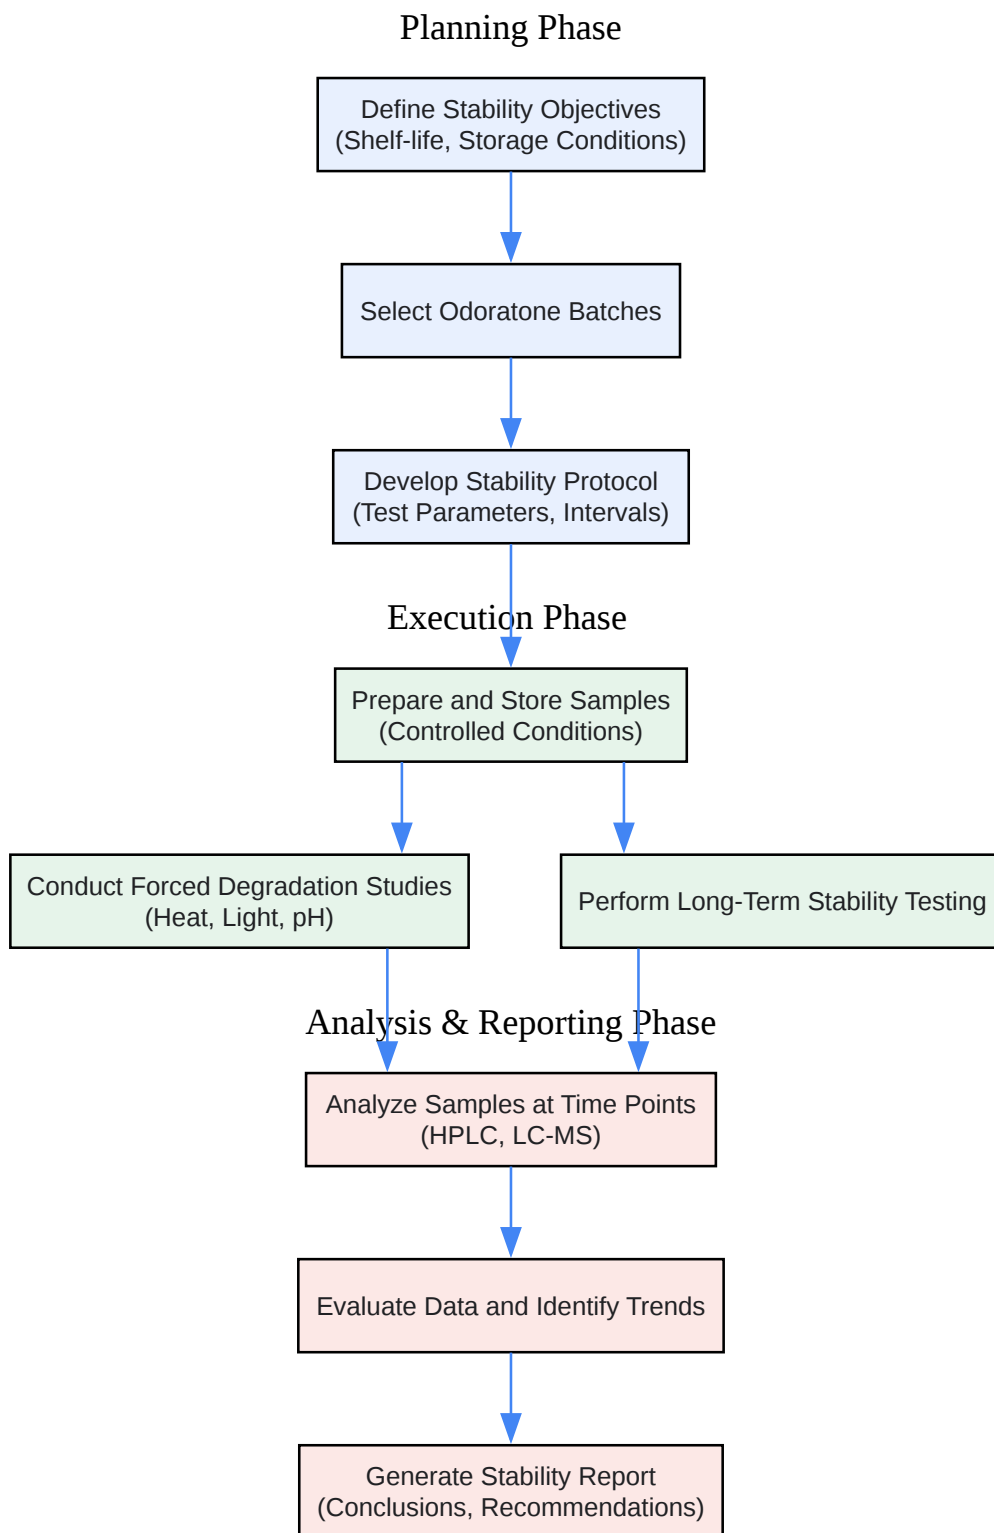 Planning Phase
Define Stability Objectives
(Shelf-life, Storage Conditions)
Select Odoratone Batches
Develop Stability Protocol
(Test Parameters, Intervals)
Execution Phase
Prepare and Store Samples
(Controlled Conditions)
Conduct Forced Degradation Studies
(Heat, Light, pH)
Perform Long-Term Stability Testing
Analysis & Reporting Phase
Analyze Samples at Time Points
(HPLC, LC-MS)
Evaluate Data and Identify Trends
Generate Stability Report
(Conclusions, Recommendations)